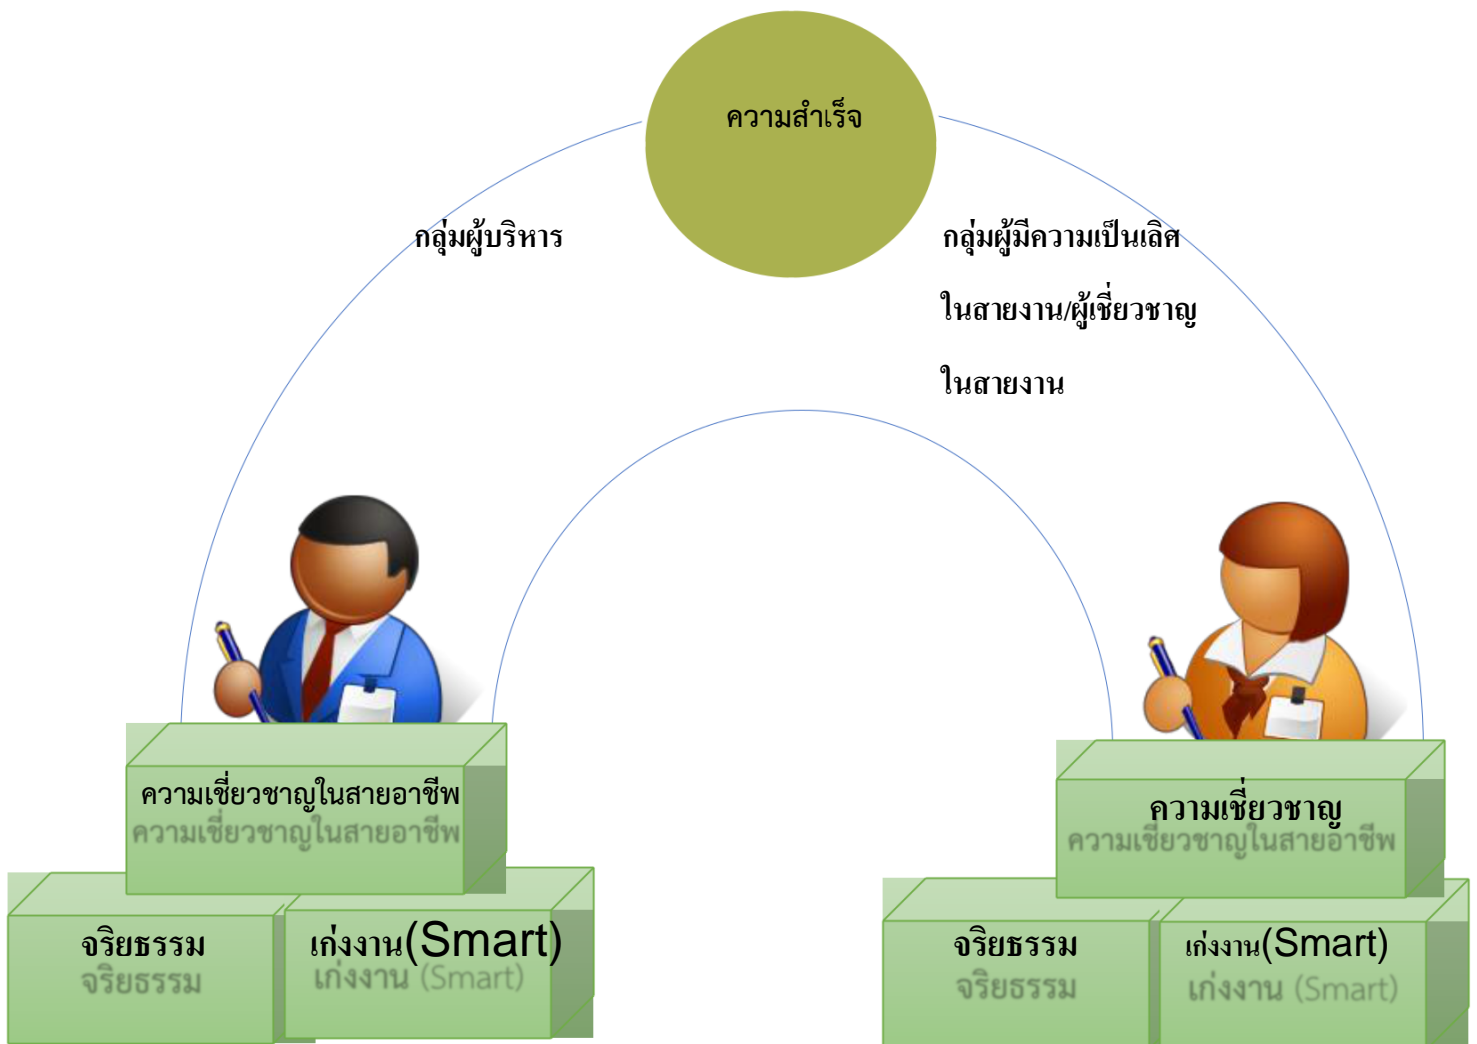 ความสำเร็จ
กลุ่มผู้บริหาร
กลุ่มผู้มีความเป็นเลิศ
ในสายงาน/ผู้เชี่ยวชาญ
ในสายงาน
ความเชี่ยวชาญในสายอาชีพ
ความเชี่ยวชาญในสายอาชีพ
จริยธรรม
จริยธรรม
เก่งงาน(Smart)
เก่งงาน (Smart)
ความเชี่ยวชาญ
ความเชี่ยวชาญในสายอาชีพ
จริยธรรม
จริยธรรม
เก่งงาน(Smart)
เก่งงาน (Smart)